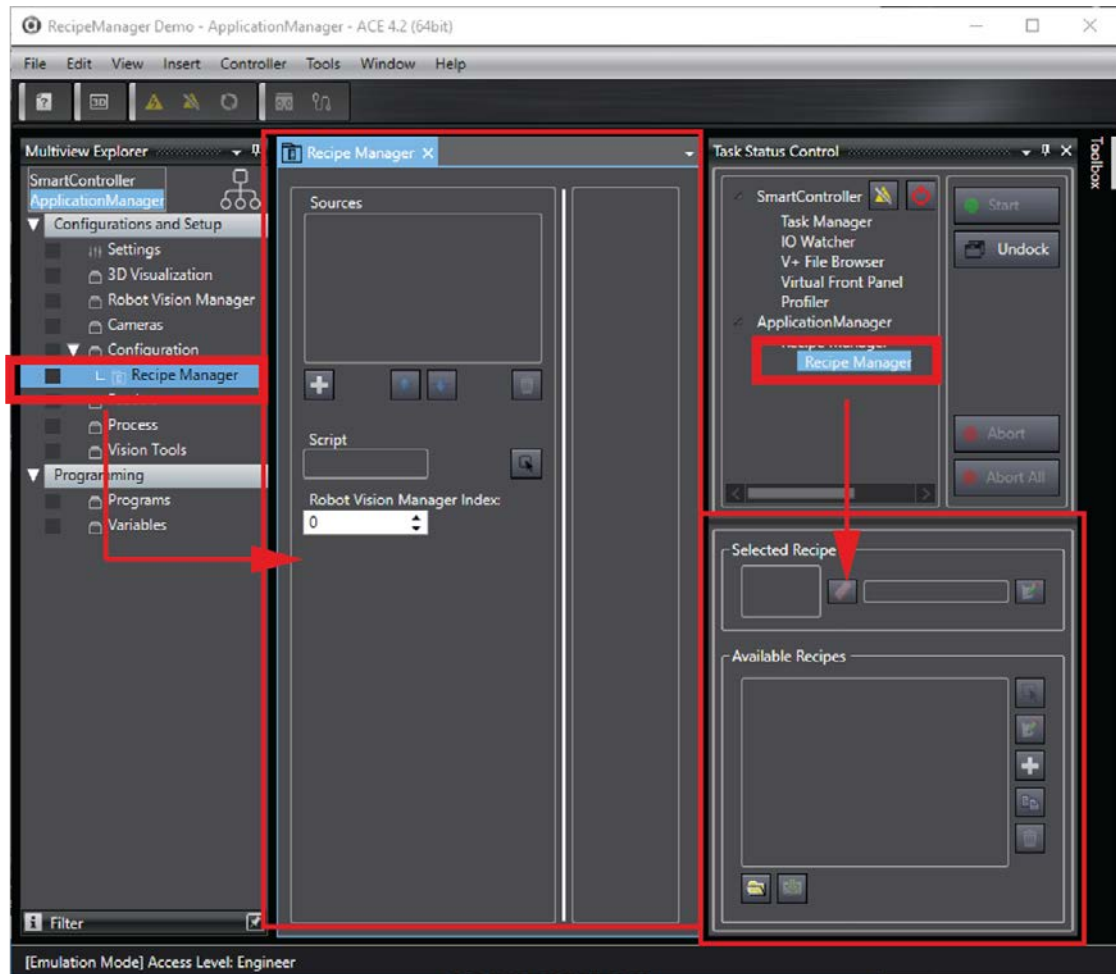 RecipeManager Demo - ApplicationManager - ACE 4.2 (64bit)
File Edit View Insert Controller Tools Window Help
3D
Multiview Explorer
SmartController
ApplicationManager
Configurations and Setup
Settings
3D Visualization
Robot Vision Manager
Cameras
Configuration
Recipe Manager
Process
Vision Tools
Programming
Programs
Variables
Filter
Recipe Manager
Sources
Script
Robot Vision Manager Index:
0
Task Status Control
SmartController
Task Manager
IO Watcher
V+ File Browser
Virtual Front Panel
Profiler
ApplicationManager
Recipe Manager
Recipe Manager
Start
Undock
Abort
Abort All
Selected Recipe
Available Recipes
Toolbox
[Emulation Mode] Access Level: Engineer